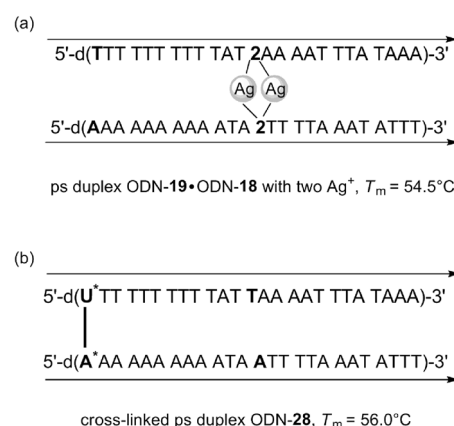 (a)
5'-d(TTT TTT TTT TAT 2AA AAT TTA TAAA)-3'
Ag Ag
5'-d(AAA AAA AAA ATA 2TT TTA AAT ATTT)-3'
ps duplex ODN-19•ODN-18 with two Ag⁺, Tm = 54.5°C
(b)
5'-d(U*TT TTT TTT TAT TAA AAT TTA TAAA)-3'
5'-d(A*AA AAA AAA ATA ATT TTA AAT ATTT)-3'
cross-linked ps duplex ODN-28, Tm = 56.0°C